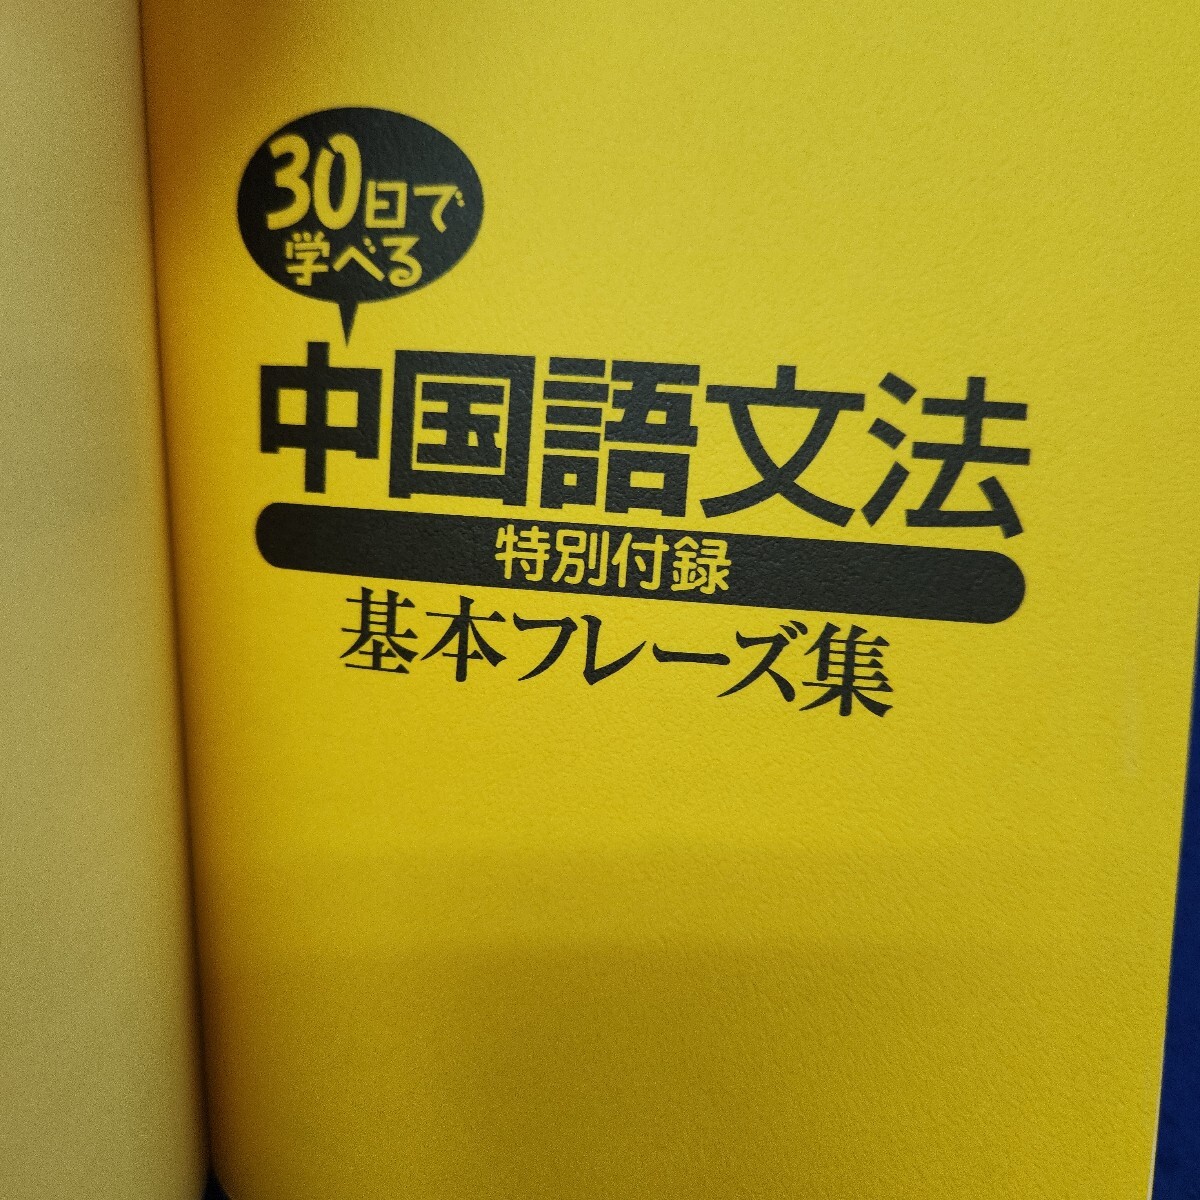 30日で
学べる
中国語文法
特別付録
基本フレーズ集